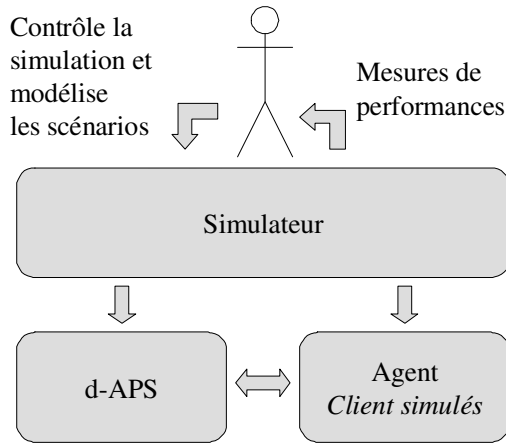 Contrôle la
simulation et
modélise
les scénarios
Mesures de
performances
Simulateur
d-APS
Agent
Client simulés